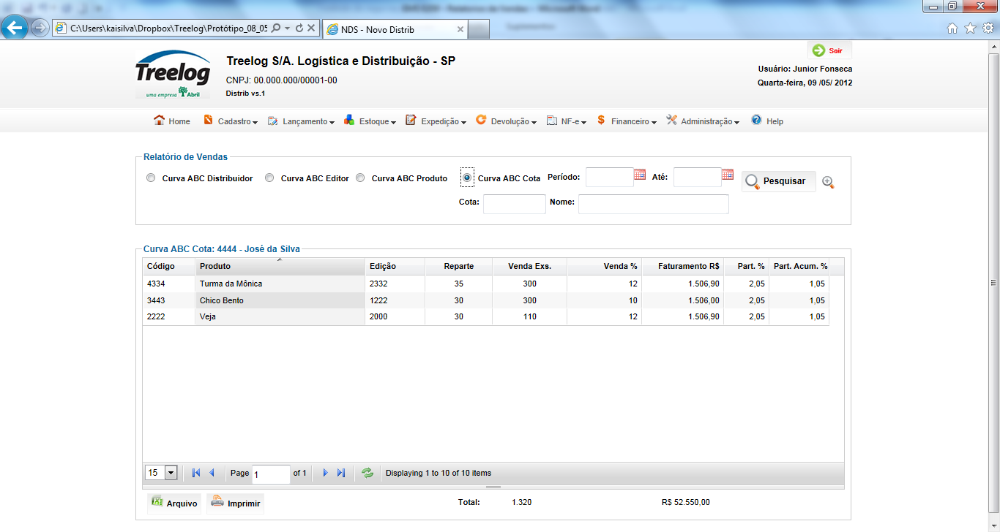 C:\Users\kaisilva\Dropbox\Treelog\Protótipo_08_05
NDS - Novo Distrib
Treelog
uma empresa Abril
Treelog S/A. Logística e Distribuição - SP
CNPJ: 00.000.000/00001-00
Distrib vs.1
Sair
Usuário: Junior Fonseca
Quarta-feira, 09 /05/ 2012
Home Cadastro Lançamento Estoque Expedição Devolução NF-e Financeiro Administração Help
Relatório de Vendas
Curva ABC Distribuidor Curva ABC Editor Curva ABC Produto Curva ABC Cota Período: Até: Pesquisar
Cota: Nome:
Curva ABC Cota: 4444 - José da Silva
Código Produto Edição Reparte Venda Exs. Venda % Faturamento R$ Part. % Part. Acum. %
4334 Turma da Mônica 2332 35 300 12 1.506,90 2,05 1,05
3443 Chico Bento 1222 30 300 10 1.506,00 2,05 1,05
2222 Veja 2000 30 110 12 1.506,90 2,05 1,05
15 Page 1 of 1 Displaying 1 to 10 of 10 items
Arquivo Imprimir Total: 1.320 R$ 52.550,00